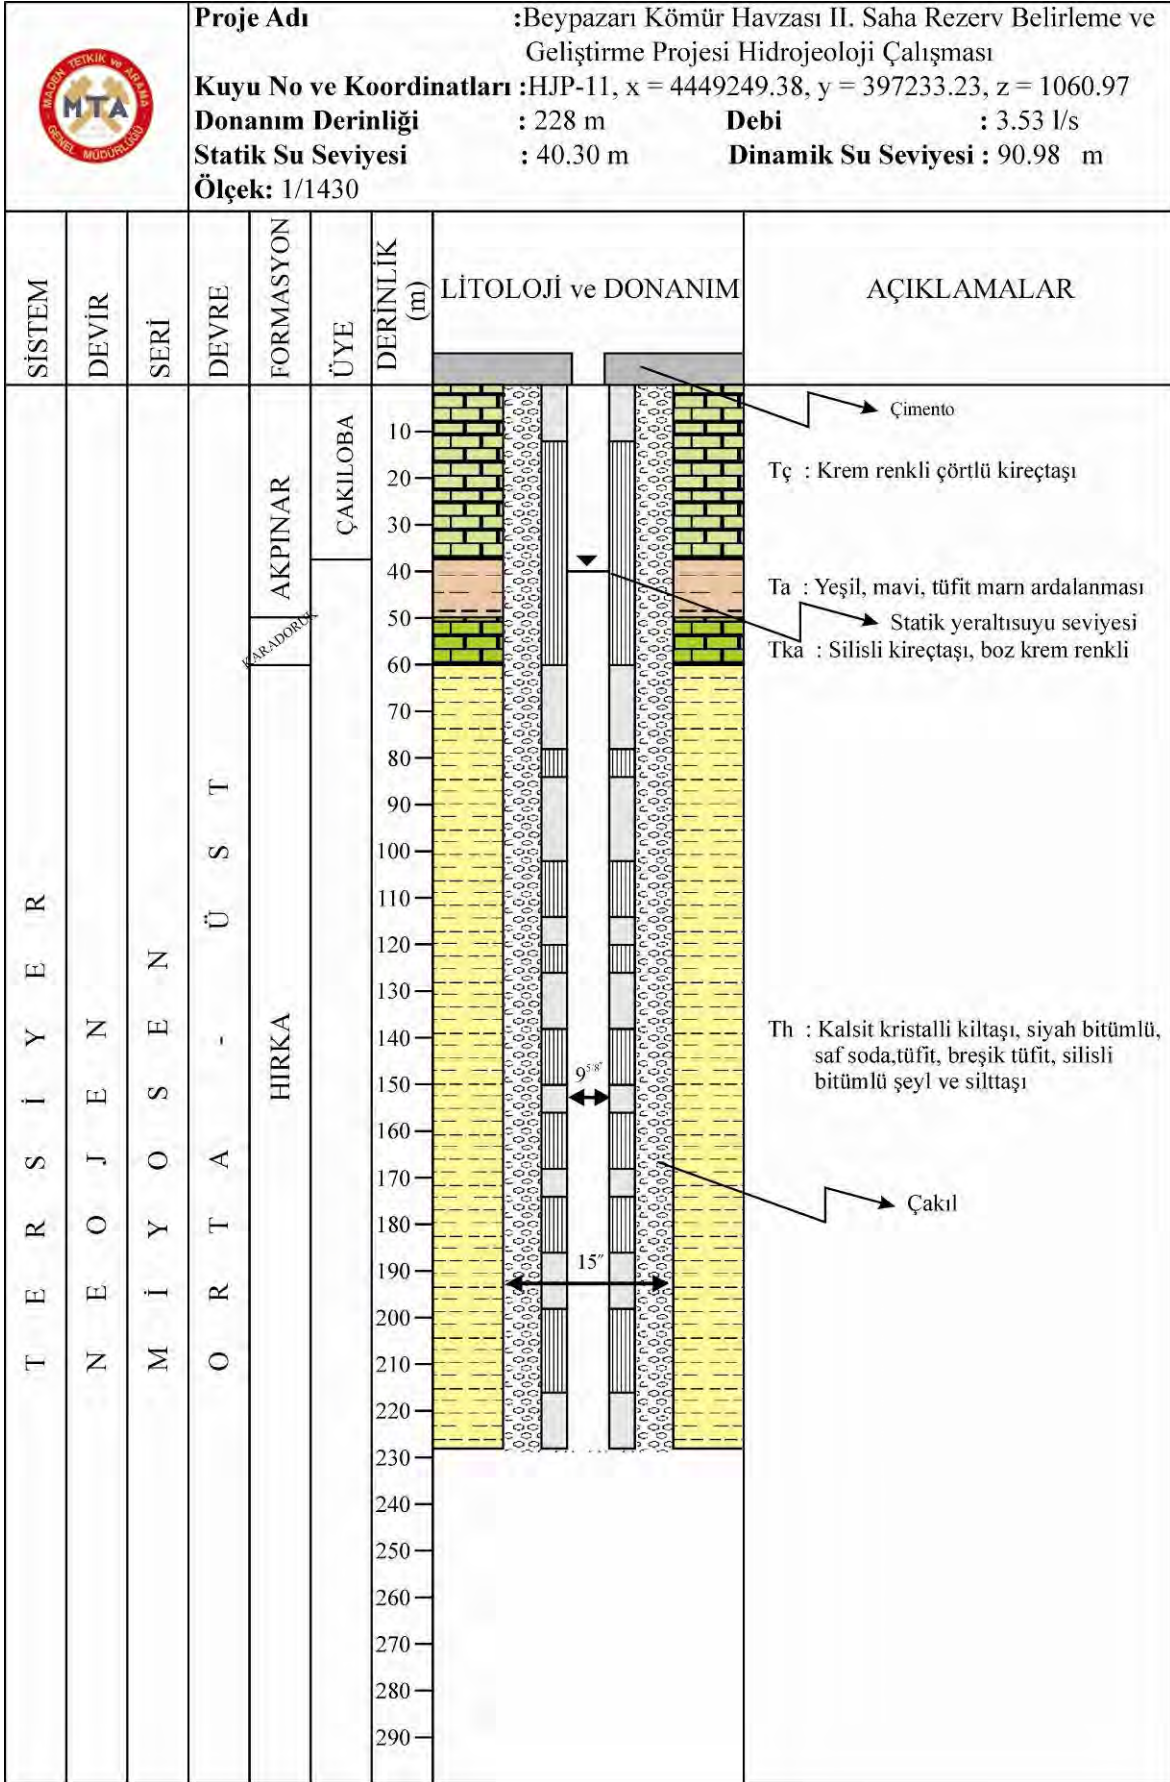 MADEN TETKİK ve ARAMA
MTA
GENEL MÜDÜRLÜĞÜ
Proje Adı :Beypazarı Kömür Havzası II. Saha Rezerv Belirleme ve
Geliştirme Projesi Hidrojeoloji Çalışması
Kuyu No ve Koordinatları :HJP-11, x = 4449249.38, y = 397233.23, z = 1060.97
Donanım Derinliği : 228 m Debi : 3.53 l/s
Statik Su Seviyesi : 40.30 m Dinamik Su Seviyesi : 90.98 m
Ölçek: 1/1430
SİSTEM
DEVİR
SERİ
DEVRE
FORMASYON
ÜYE
DERİNLİK
(m)
LİTOLOJİ ve DONANIM
AÇIKLAMALAR
TERSİYER
NEOJEN
MİYOSEN
ORTA - ÜST
AKPINAR
KARADORUK
HIRKA
ÇAKILOBA
10
20
30
40
50
60
70
80
90
100
110
120
130
140
150
160
170
180
190
200
210
220
230
240
250
260
270
280
290
9 5/8"
15"
Çimento
Tç : Krem renkli çörtlü kireçtaşı
Ta : Yeşil, mavi, tüfit marn ardalanması
Statik yeraltısuyu seviyesi
Tka : Silisli kireçtaşı, boz krem renkli
Th : Kalsit kristalli kiltaşı, siyah bitümlü,
saf soda,tüfit, breşik tüfit, silisli
bitümlü şeyl ve silttaşı
Çakıl